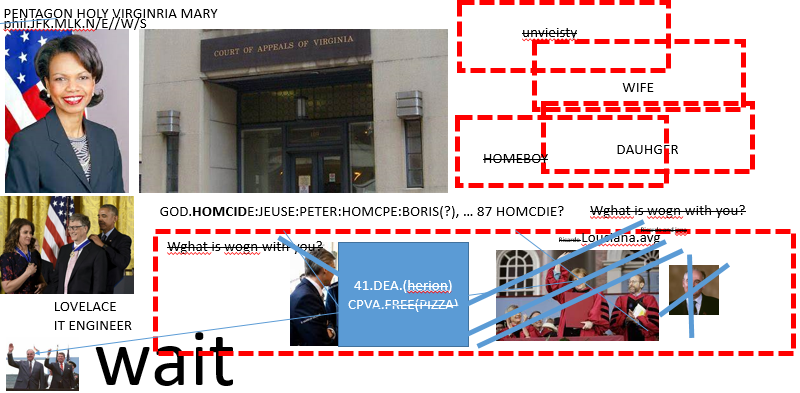 PENTAGON HOLY VIRGINRIA MARY
phil.JFK.MLK.N/E//W/S
COURT OF APPEALS OF VIRGINIA
unvieisty
WIFE
HOMEBOY
DAUHGER
GOD.HOMCIDE:JEUSE:PETER:HOMCPE:BORIS(?), ... 87 HOMCDIE?
Wghat is wogn with you?
Wghat is wogn with you?
Lousiana.avg
41.DEA.(herion)
CPVA.FREE(PIZZA)
LOVELACE
IT ENGINEER
wait